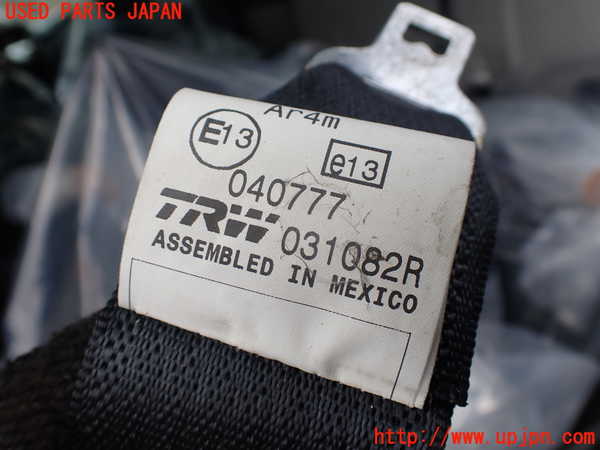 USED PARTS JAPAN
Ar4m
E13
e13
040777
TRW 031082R
ASSEMBLED IN MEXICO
http://www.upjpn.com/